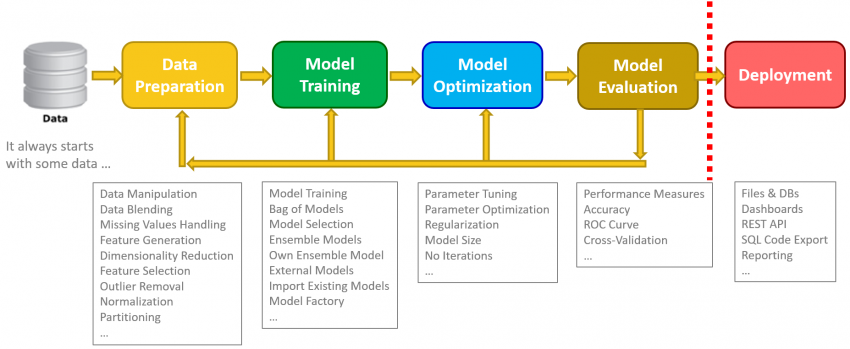 Data
Preparation
Model
Training
Model
Optimization
Model
Evaluation
Deployment
Data
It always starts
with some data ...
Data Manipulation
Data Blending
Missing Values Handling
Feature Generation
Dimensionality Reduction
Feature Selection
Outlier Removal
Normalization
Partitioning
...
Model Training
Bag of Models
Model Selection
Ensemble Models
Own Ensemble Model
External Models
Import Existing Models
Model Factory
...
Parameter Tuning
Parameter Optimization
Regularization
Model Size
No Iterations
...
Performance Measures
Accuracy
ROC Curve
Cross-Validation
...
Files & DBs
Dashboards
REST API
SQL Code Export
Reporting
...